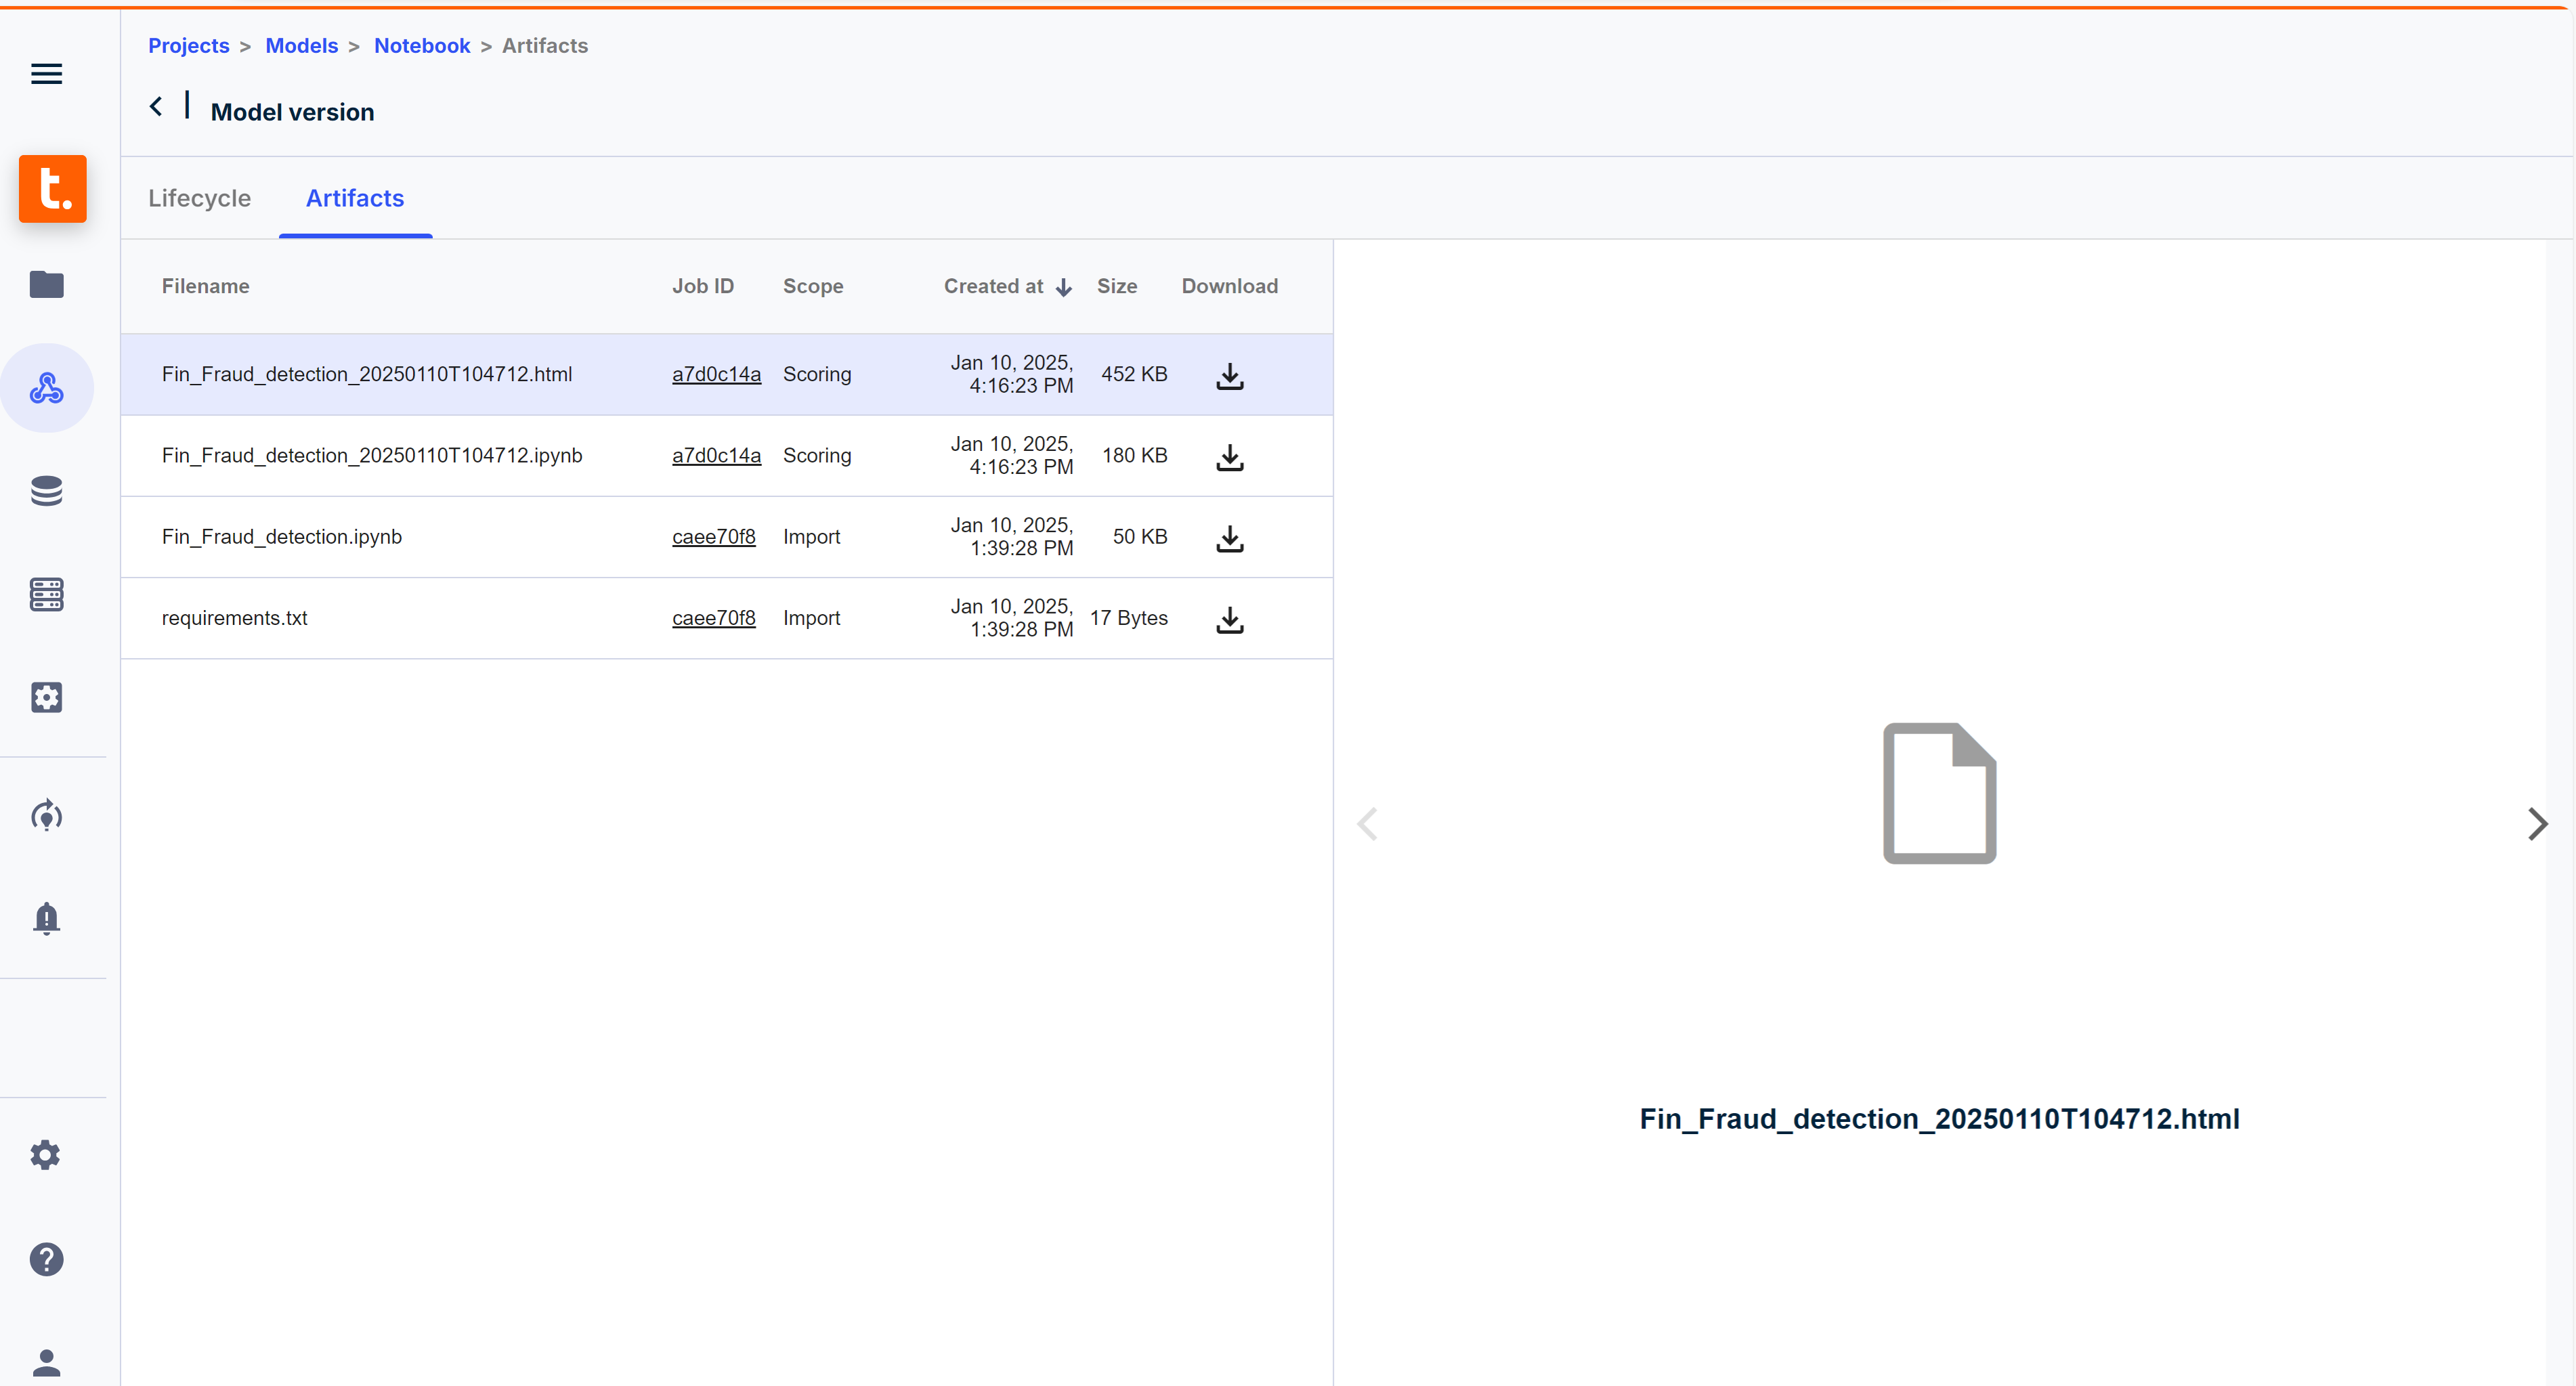 Projects > Models > Notebook > Artifacts
Model version
t.
Lifecycle Artifacts
Filename Job ID Scope Created at Size Download
Fin_Fraud_detection_20250110T104712.html a7d0c14a Scoring Jan 10, 2025, 4:16:23 PM 452 KB
Fin_Fraud_detection_20250110T104712.ipynb a7d0c14a Scoring Jan 10, 2025, 4:16:23 PM 180 KB
Fin_Fraud_detection.ipynb caee70f8 Import Jan 10, 2025, 1:39:28 PM 50 KB
requirements.txt caee70f8 Import Jan 10, 2025, 1:39:28 PM 17 Bytes
Fin_Fraud_detection_20250110T104712.html